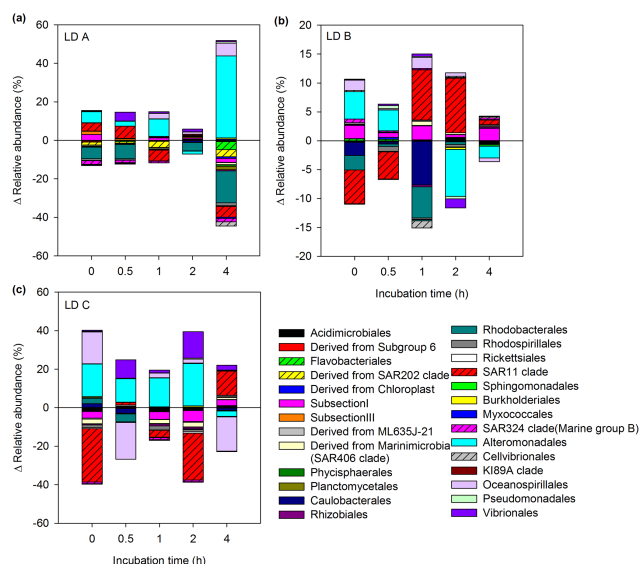 (a)
LD A
Δ Relative abundance (%)
60
40
20
0
-20
-40
-60
0 0.5 1 2 4
(b)
LD B
Δ Relative abundance (%)
20
15
10
5
0
-5
-10
-15
-20
0 0.5 1 2 4
Incubation time (h)
(c)
LD C
Δ Relative abundance (%)
60
40
20
0
-20
-40
-60
0 0.5 1 2 4
Incubation time (h)
Acidimicrobiales
Derived from Subgroup 6
Flavobacteriales
Derived from SAR202 clade
Derived from Chloroplast
SubsectionI
SubsectionIII
Derived from ML635J-21
Derived from Marinimicrobia
(SAR406 clade)
Phycisphaerales
Planctomycetales
Caulobacterales
Rhizobiales
Rhodobacterales
Rhodospirillales
Rickettsiales
SAR11 clade
Sphingomonadales
Burkholderiales
Myxococcales
SAR324 clade(Marine group B)
Alteromonadales
Cellvibrionales
KI89A clade
Oceanospirillales
Pseudomonadales
Vibrionales